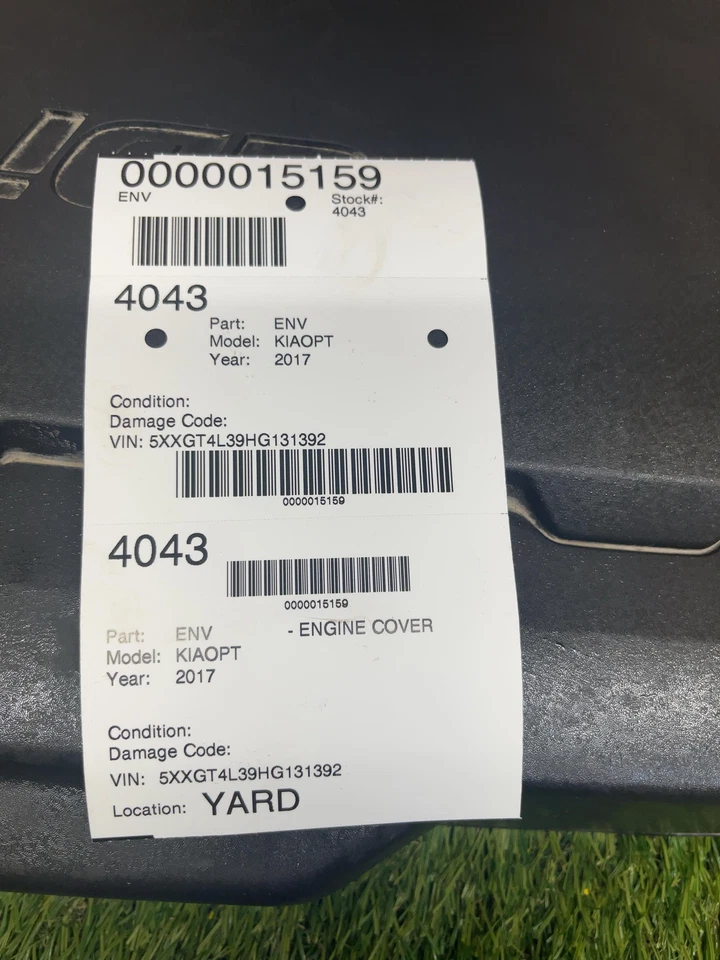 !GD!
0000015159
ENV
Stock#:
4043
4043
Part: ENV
Model: KIAOPT
Year: 2017
Condition:
Damage Code:
VIN: 5XXGT4L39HG131392
0000015159
4043
0000015159
Part: ENV - ENGINE COVER
Model: KIAOPT
Year: 2017
Condition:
Damage Code:
VIN: 5XXGT4L39HG131392
Location: YARD